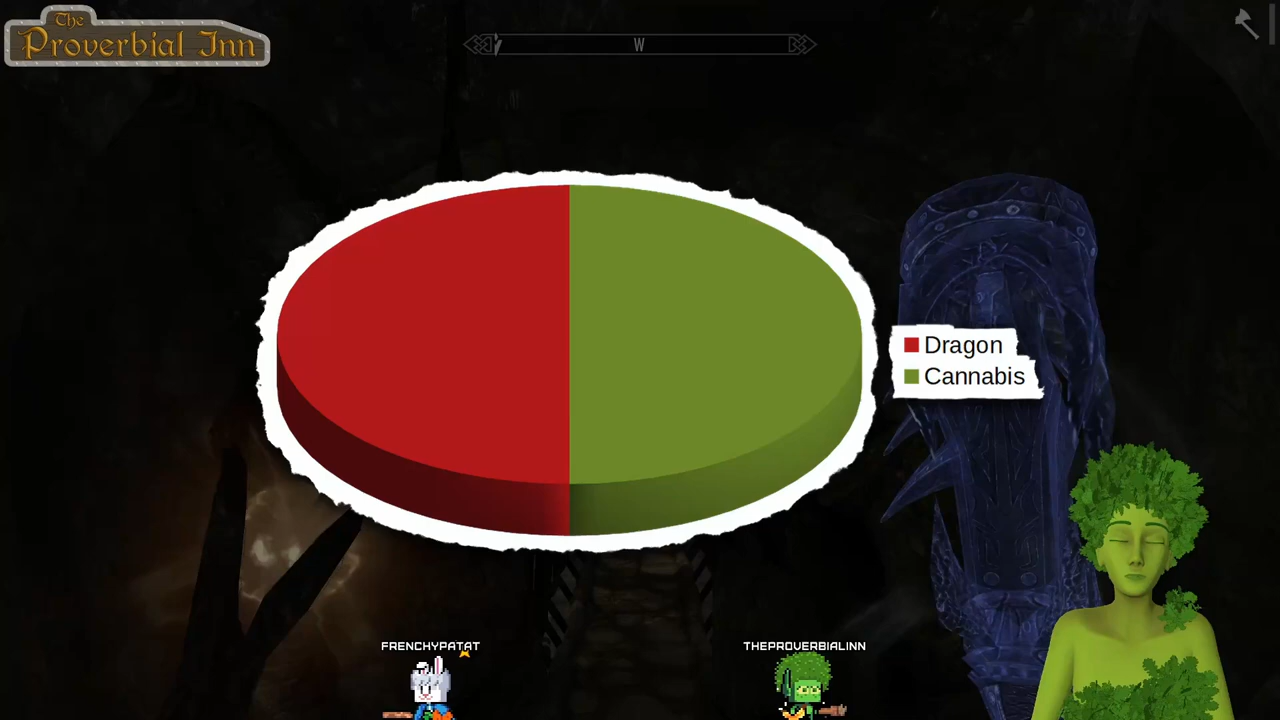 The
Proverbial Inn
W
Dragon
Cannabis
FRENCHYPATAT
THEPROVERBIALINN